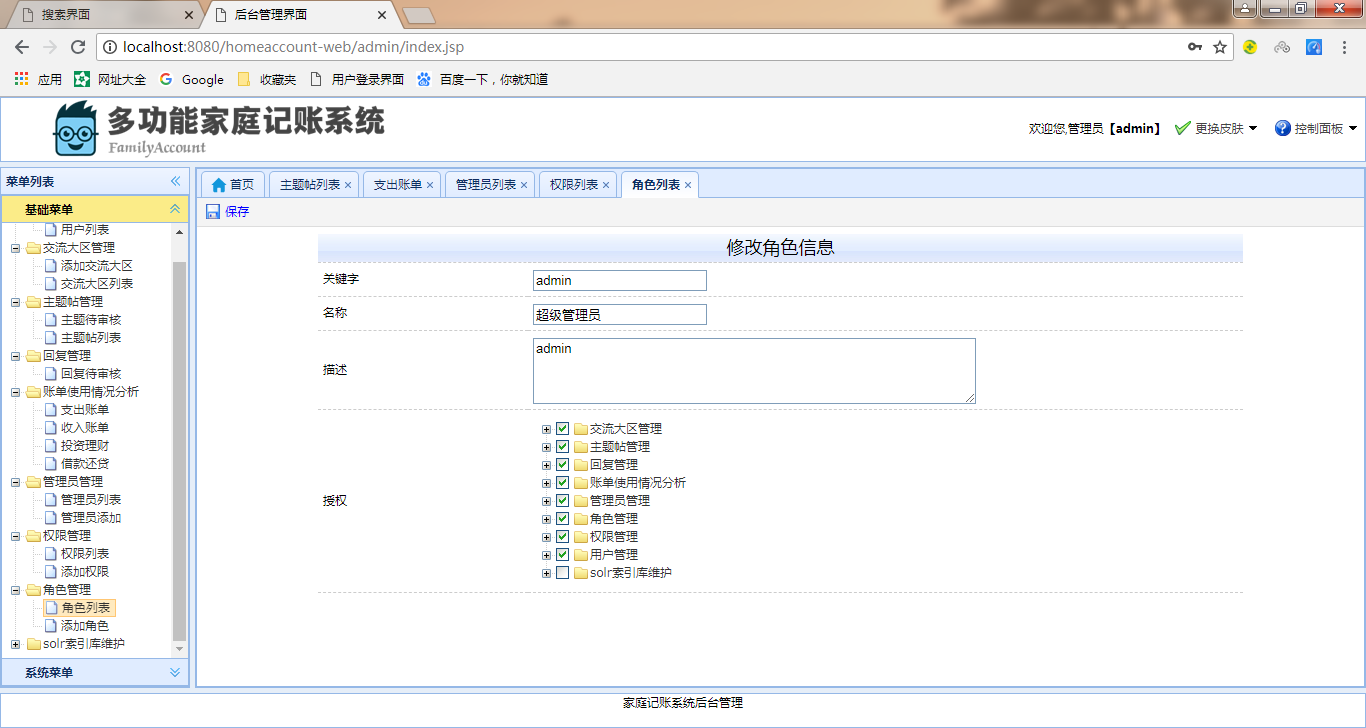 搜素界面
后台管理界面
localhost:8080/homeaccount-web/admin/index.jsp
应用 网址大全 Google 收藏夹 用户登录界面 百度一下，你就知道
多功能家庭记账系统
FamilyAccount
欢迎您,管理员【admin】 更换皮肤 控制面板
菜单列表
基础菜单
用户列表
交流大区管理
添加交流大区
交流大区列表
主题帖管理
主题待审核
主题帖列表
回复管理
回复待审核
账单使用情况分析
支出账单
收入账单
投资理财
借款还贷
管理员管理
管理员列表
管理员添加
权限管理
权限列表
添加权限
角色管理
角色列表
添加角色
solr索引库维护
系统菜单
首页 主题帖列表 支出账单 管理员列表 权限列表 角色列表
保存
修改角色信息
关键字 admin
名称 超级管理员
描述 admin
授权
交流大区管理
主题帖管理
回复管理
账单使用情况分析
管理员管理
角色管理
权限管理
用户管理
solr索引库维护
家庭记账系统后台管理